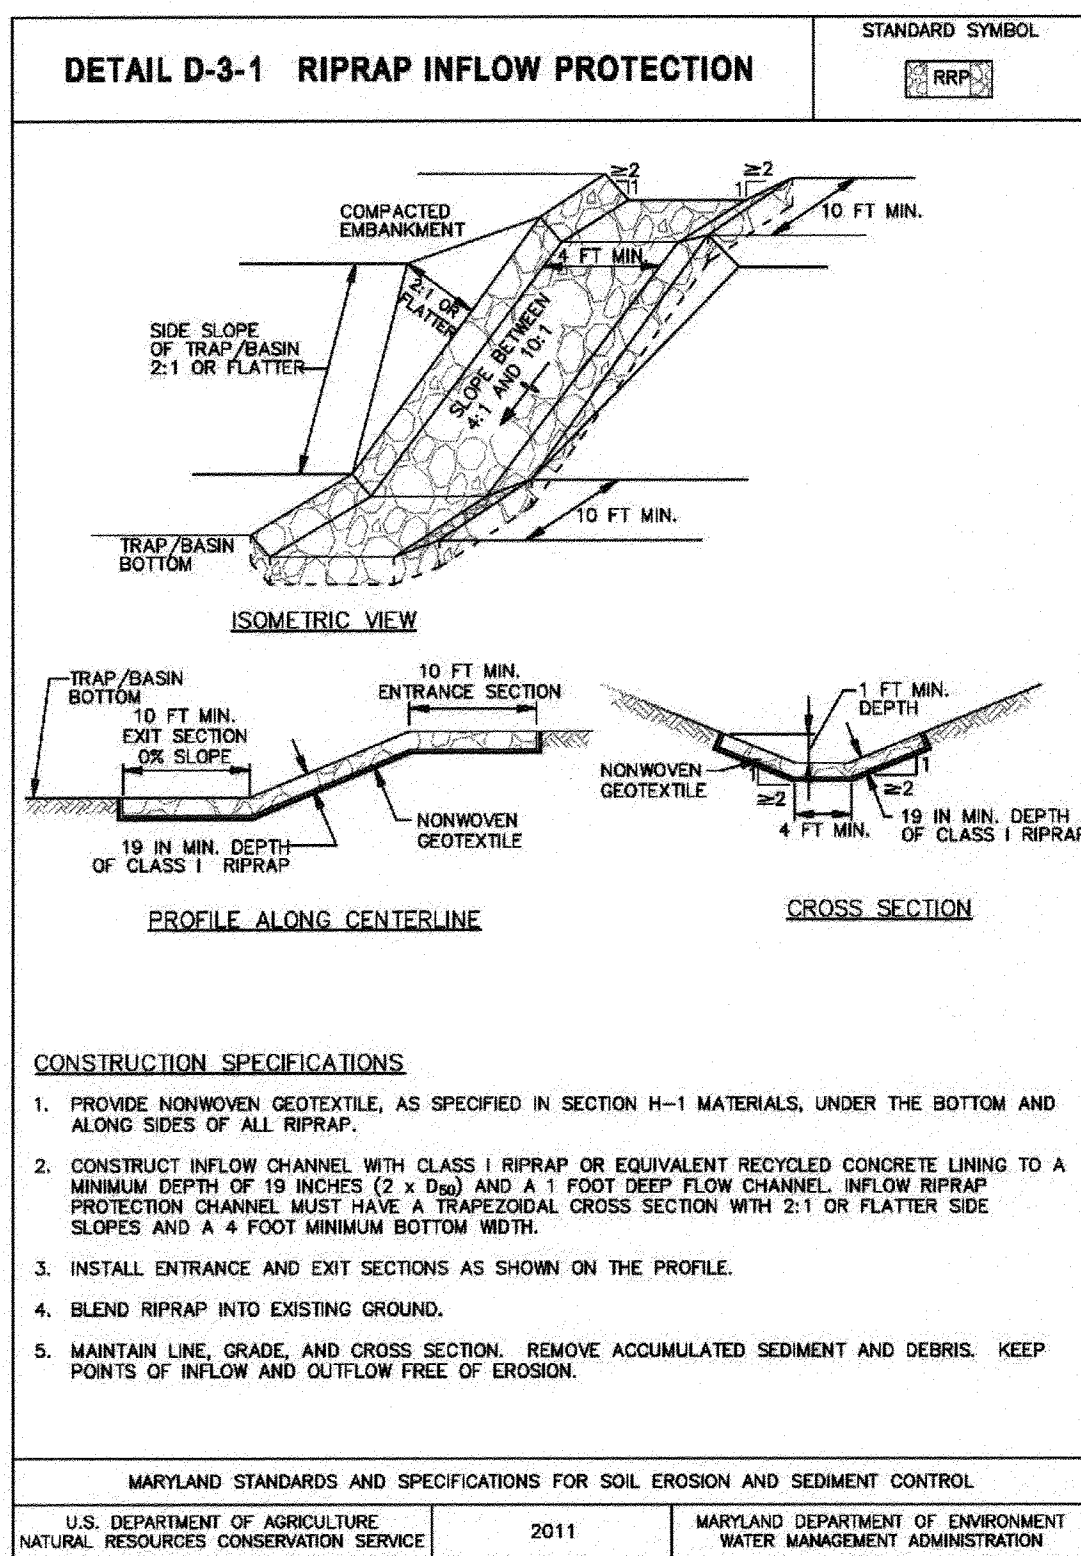 DETAIL D-3-1 RIPRAP INFLOW PROTECTION
STANDARD SYMBOL
RRP
≥2
1
≥2
1
10 FT MIN.
COMPACTED
EMBANKMENT
4 FT MIN.
2:1 OR
FLATTER
SIDE SLOPE
OF TRAP/BASIN
2:1 OR FLATTER
SLOPE BETWEEN
4:1 AND 10:1
10 FT MIN.
TRAP/BASIN
BOTTOM
ISOMETRIC VIEW
TRAP/BASIN
BOTTOM
10 FT MIN.
EXIT SECTION
0% SLOPE
10 FT MIN.
ENTRANCE SECTION
NONWOVEN
GEOTEXTILE
19 IN MIN. DEPTH
OF CLASS I RIPRAP
PROFILE ALONG CENTERLINE
1 FT MIN.
DEPTH
NONWOVEN
GEOTEXTILE
1
≥2
1
≥2
4 FT MIN.
19 IN MIN. DEPTH
OF CLASS I RIPRAP
CROSS SECTION
CONSTRUCTION SPECIFICATIONS
1. PROVIDE NONWOVEN GEOTEXTILE, AS SPECIFIED IN SECTION H-1 MATERIALS, UNDER THE BOTTOM AND
ALONG SIDES OF ALL RIPRAP.
2. CONSTRUCT INFLOW CHANNEL WITH CLASS I RIPRAP OR EQUIVALENT RECYCLED CONCRETE LINING TO A
MINIMUM DEPTH OF 19 INCHES (2 x D50) AND A 1 FOOT DEEP FLOW CHANNEL. INFLOW RIPRAP
PROTECTION CHANNEL MUST HAVE A TRAPEZOIDAL CROSS SECTION WITH 2:1 OR FLATTER SIDE
SLOPES AND A 4 FOOT MINIMUM BOTTOM WIDTH.
3. INSTALL ENTRANCE AND EXIT SECTIONS AS SHOWN ON THE PROFILE.
4. BLEND RIPRAP INTO EXISTING GROUND.
5. MAINTAIN LINE, GRADE, AND CROSS SECTION. REMOVE ACCUMULATED SEDIMENT AND DEBRIS. KEEP
POINTS OF INFLOW AND OUTFLOW FREE OF EROSION.
MARYLAND STANDARDS AND SPECIFICATIONS FOR SOIL EROSION AND SEDIMENT CONTROL
U.S. DEPARTMENT OF AGRICULTURE
NATURAL RESOURCES CONSERVATION SERVICE
2011
MARYLAND DEPARTMENT OF ENVIRONMENT
WATER MANAGEMENT ADMINISTRATION